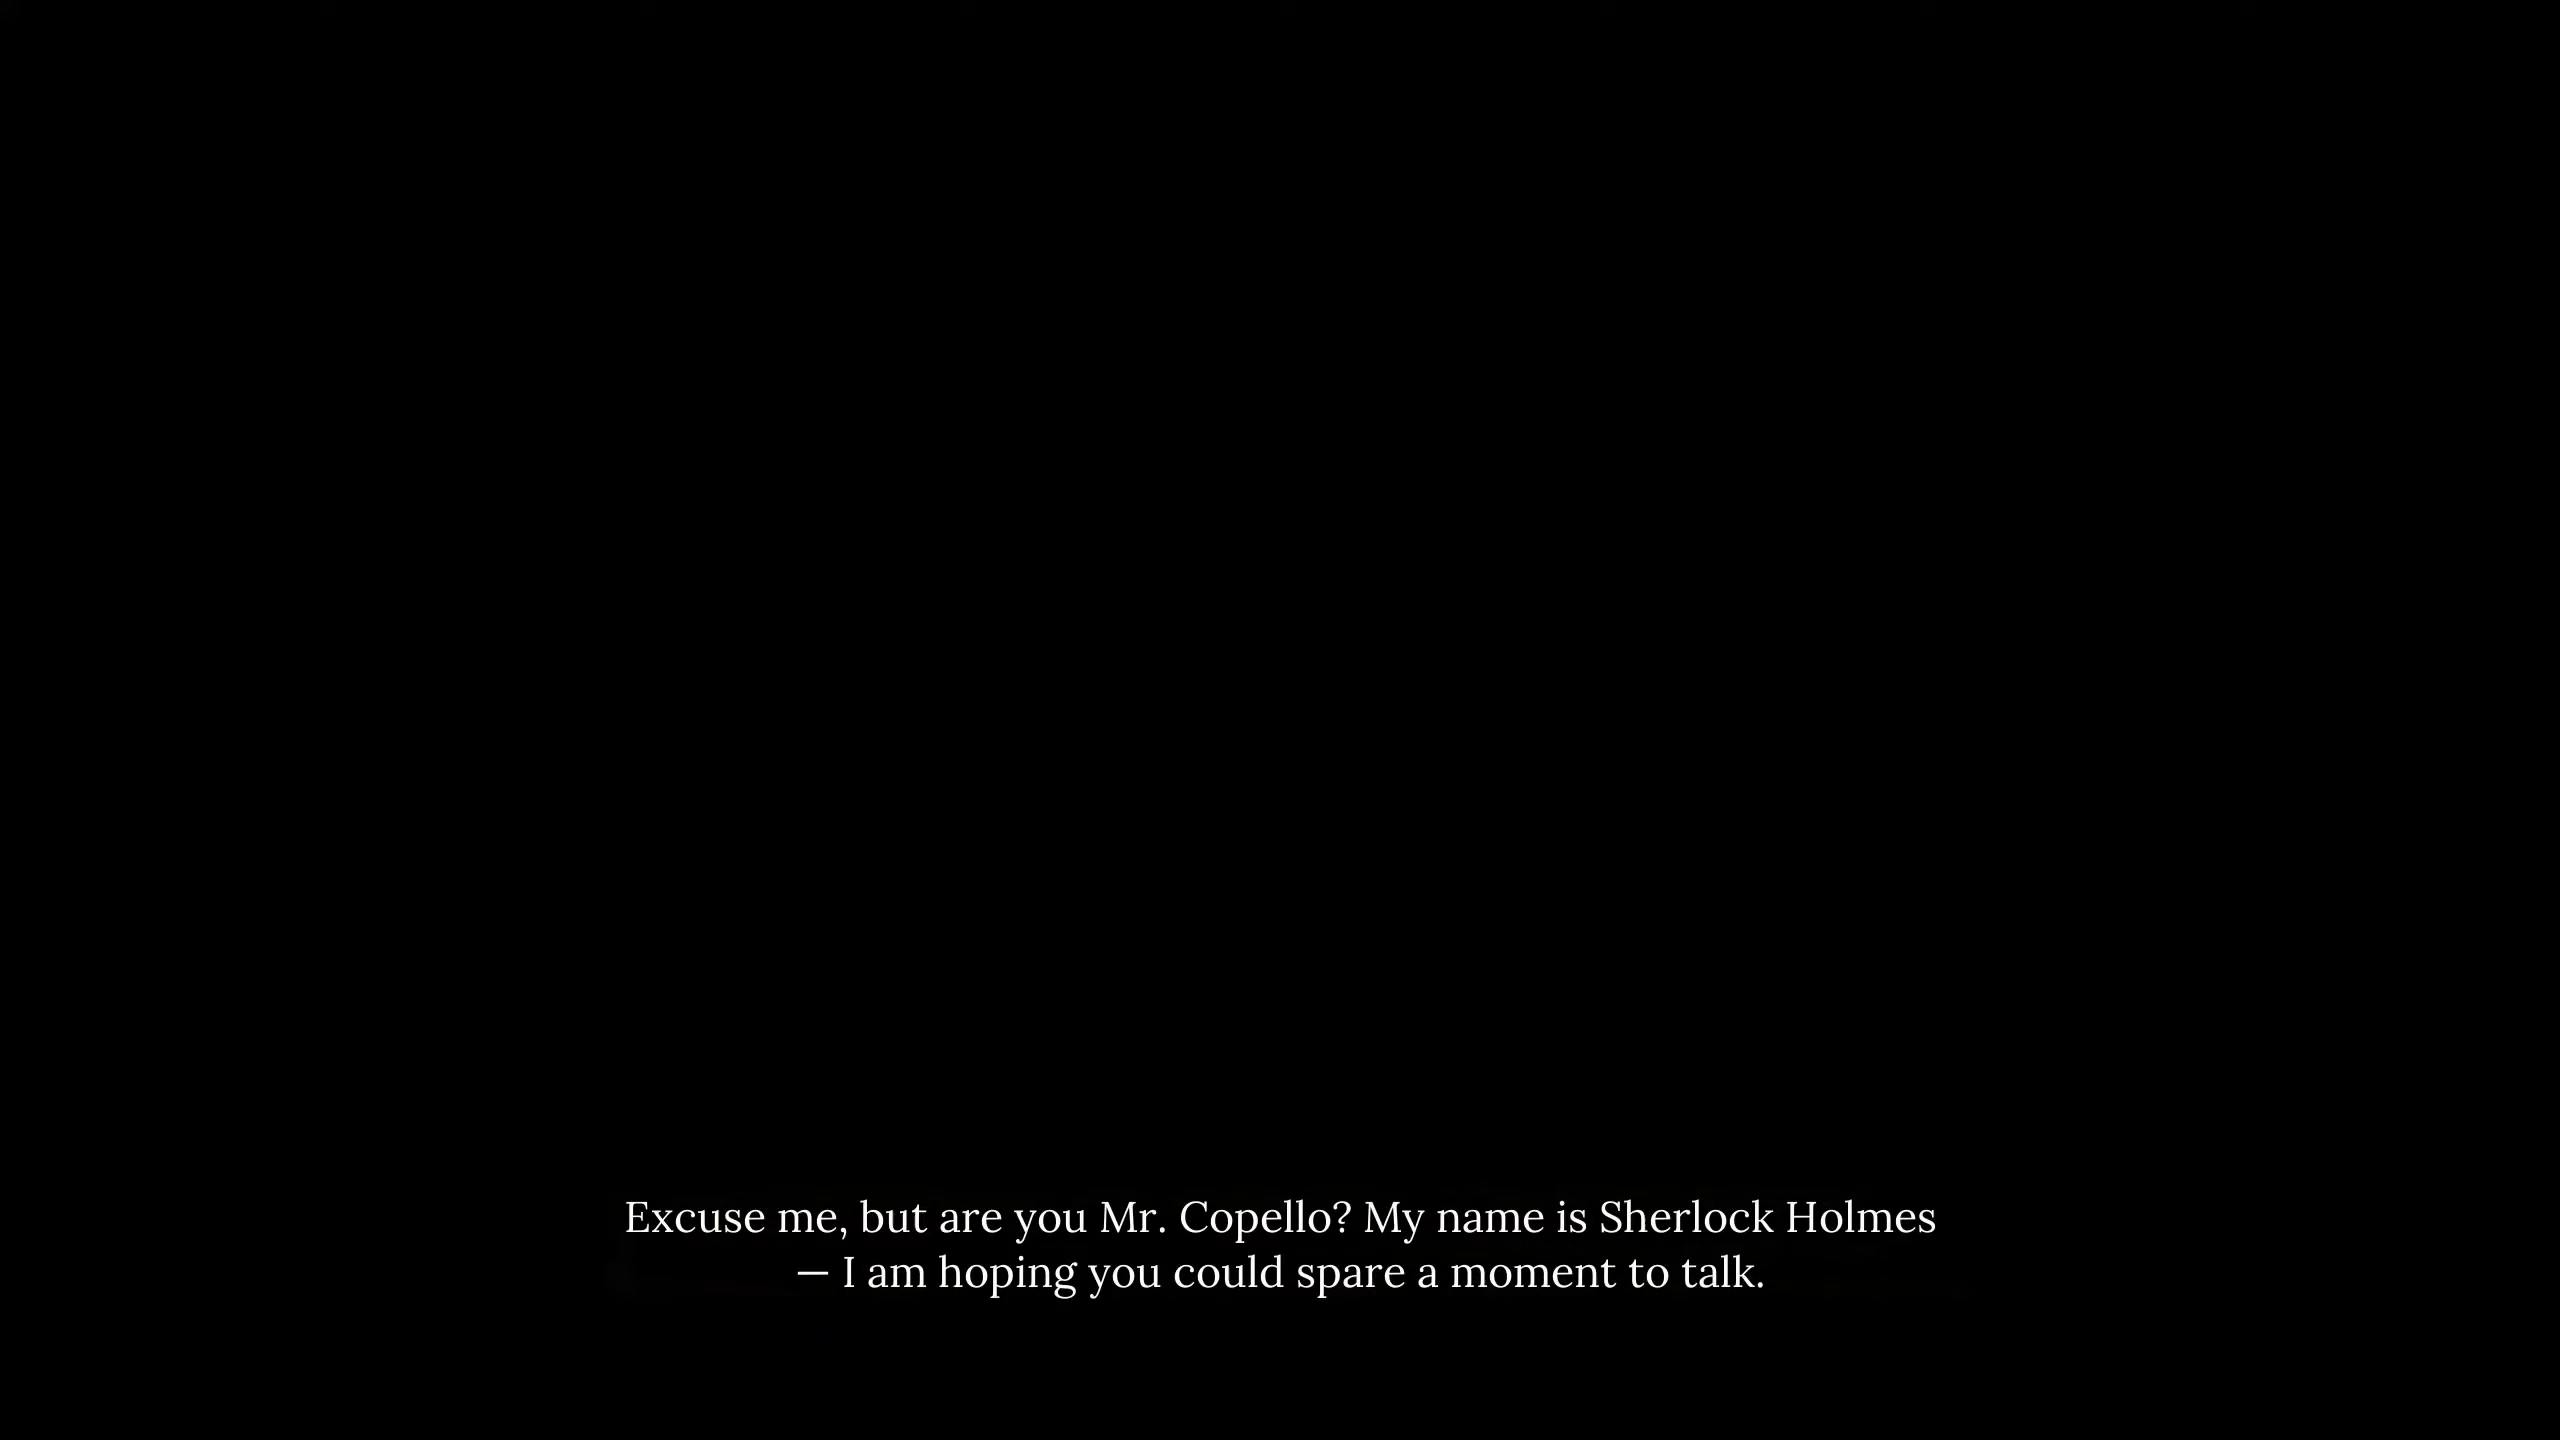 Excuse me, but are you Mr. Copello? My name is Sherlock Holmes
— I am hoping you could spare a moment to talk.